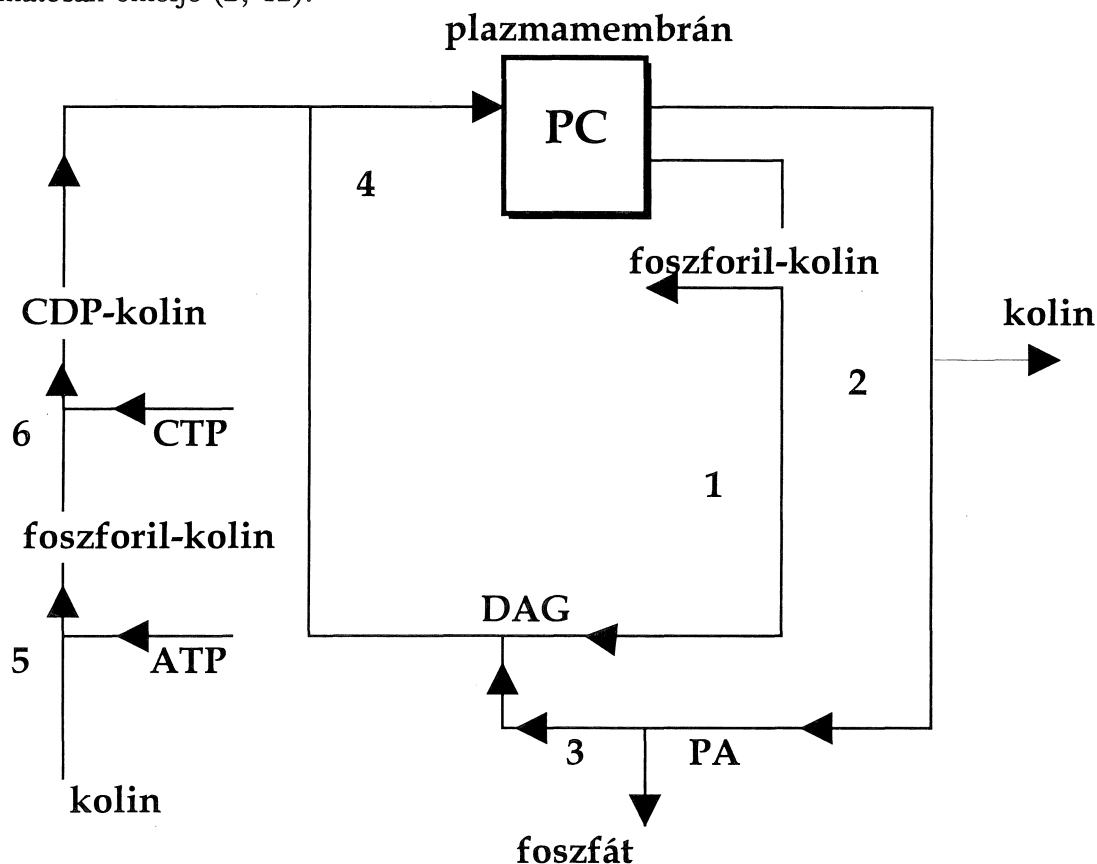 plazmamembrán
PC
4
foszforil-kolin
CDP-kolin
kolin
2
6
CTP
1
foszforil-kolin
DAG
5
ATP
3
PA
kolin
foszfát